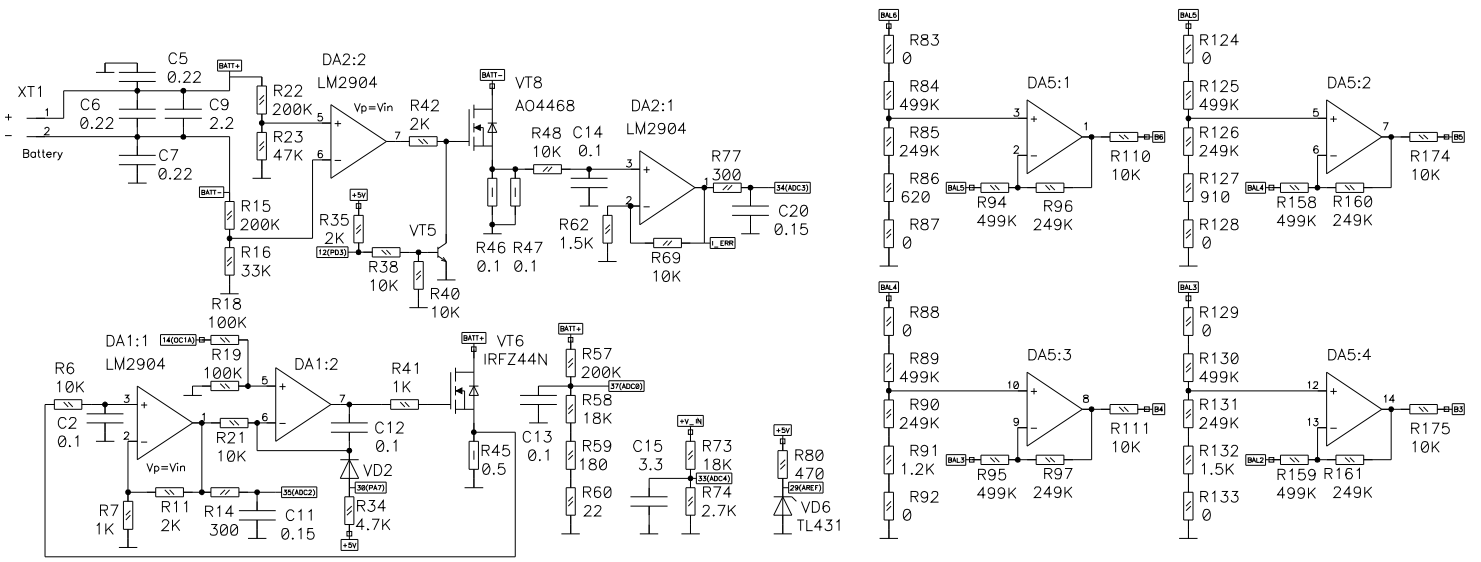 XT1
+
1
−
2
Battery
C5
0.22
C6
0.22
C9
2.2
C7
0.22
BATT+
R22
200K
R23
47K
BATT-
R15
200K
R16
33K
DA2:2
LM2904
Vp=Vin
5
+
6
−
7
R42
2K
+5V
R35
2K
12(PD3)
R38
10K
VT5
R40
10K
BATT-
VT8
AO4468
R46
0.1
R47
0.1
R48
10K
C14
0.1
DA2:1
LM2904
3
+
2
−
1
R62
1.5K
R69
10K
I_ERR
R77
300
34(ADC3)
C20
0.15
R6
10K
C2
0.1
DA1:1
LM2904
3
+
2
−
1
Vp=Vin
R7
1K
R11
2K
R14
300
35(ADC2)
C11
0.15
R18
100K
14(OC1A)
R19
100K
R21
10K
DA1:2
5
+
6
−
7
C12
0.1
VD2
38(PA7)
R34
4.7K
+5V
R41
1K
BATT+
VT6
IRFZ44N
R45
0.5
BATT+
R57
200K
37(ADC0)
C13
0.1
R58
18K
R59
180
R60
22
+V_IN
R73
18K
33(ADC4)
C15
3.3
R74
2.7K
+5V
R80
470
29(AREF)
VD6
TL431
BAL6
R83
0
R84
499K
R85
249K
R86
620
R87
0
DA5:1
3
+
2
−
1
BAL5
R94
499K
R96
249K
R110
10K
B6
BAL5
R124
0
R125
499K
R126
249K
R127
910
R128
0
DA5:2
5
+
6
−
7
BAL4
R158
499K
R160
249K
R174
10K
B5
BAL4
R88
0
R89
499K
R90
249K
R91
1.2K
R92
0
DA5:3
10
+
9
−
8
BAL3
R95
499K
R97
249K
R111
10K
B4
BAL3
R129
0
R130
499K
R131
249K
R132
1.5K
R133
0
DA5:4
12
+
13
−
14
BAL2
R159
499K
R161
249K
R175
10K
B3